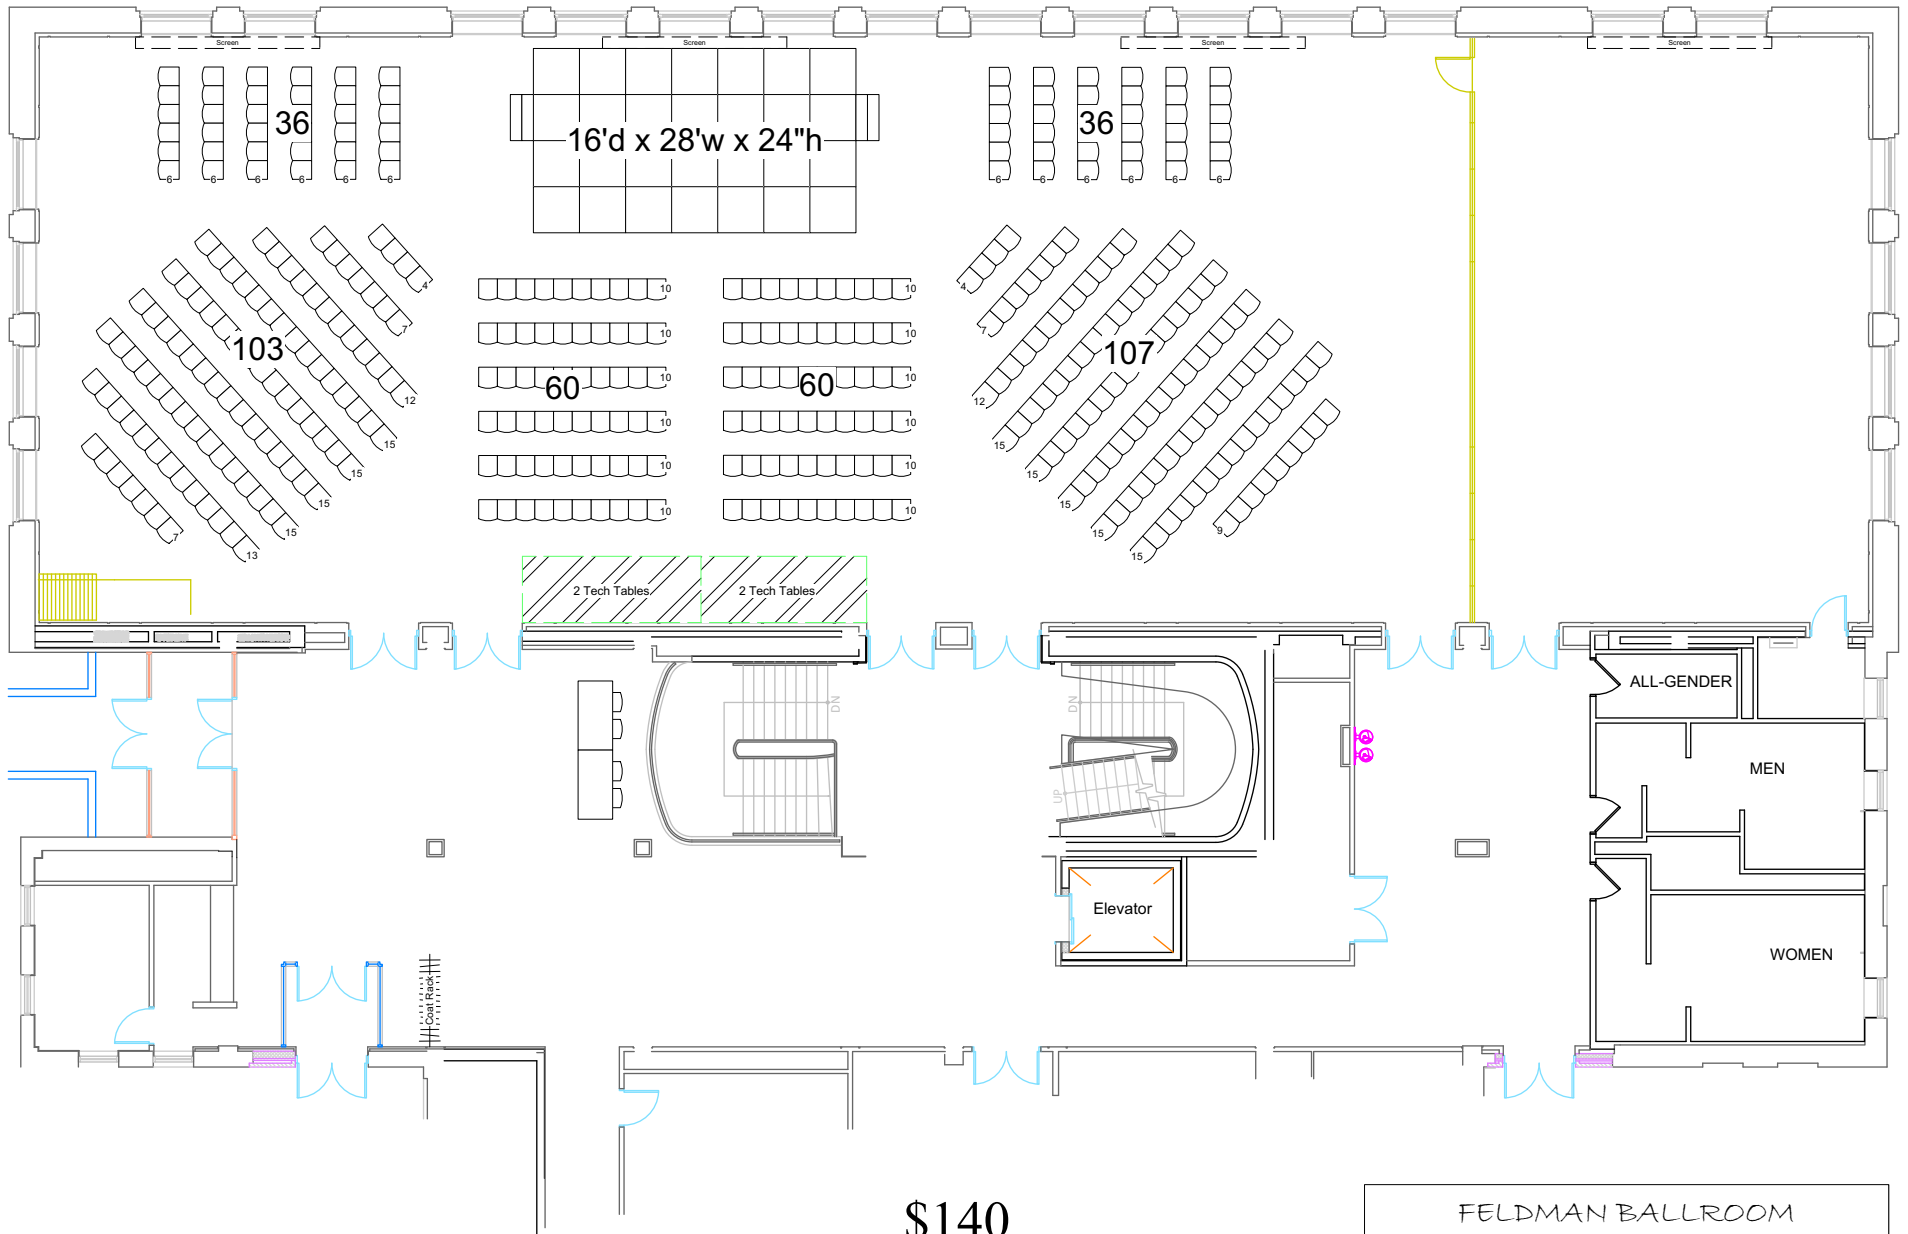 Screen Screen Screen Screen
36 16'd x 28'w x 24"h 36
6 6 6 6 6 6 6 6 6 6 6 6
4 7 12 15 15 15 15 13 7
103
10 10 10 10 10 10
60
10 10 10 10 10 10
60
4 7 12 15 15 15 15 15 9
107
2 Tech Tables 2 Tech Tables
DN
DN
UP
ALL-GENDER
MEN
Elevator
WOMEN
Coat Rack
$140
FELDMAN BALLROOM